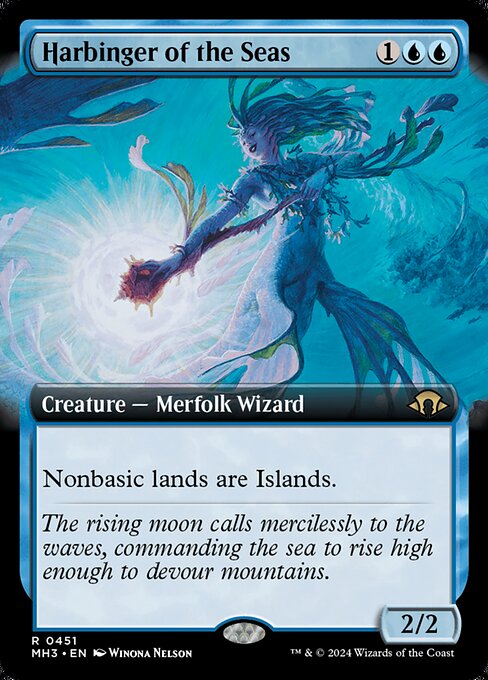 Harbinger of the Seas 1
Creature — Merfolk Wizard
Nonbasic lands are Islands.
The rising moon calls mercilessly to the
waves, commanding the sea to rise high
enough to devour mountains.
2/2
R 0451
MH3 • EN Winona Nelson
™ & © 2024 Wizards of the Coast